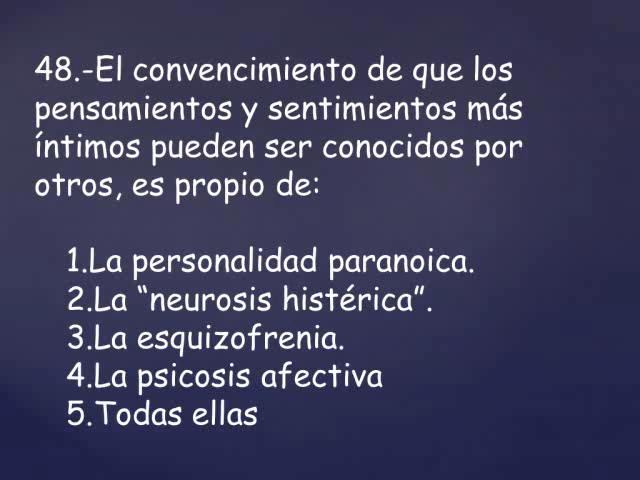 48.-El convencimiento de que los
pensamientos y sentimientos más
íntimos pueden ser conocidos por
otros, es propio de:
1.La personalidad paranoica.
2.La “neurosis histérica”.
3.La esquizofrenia.
4.La psicosis afectiva
5.Todas ellas